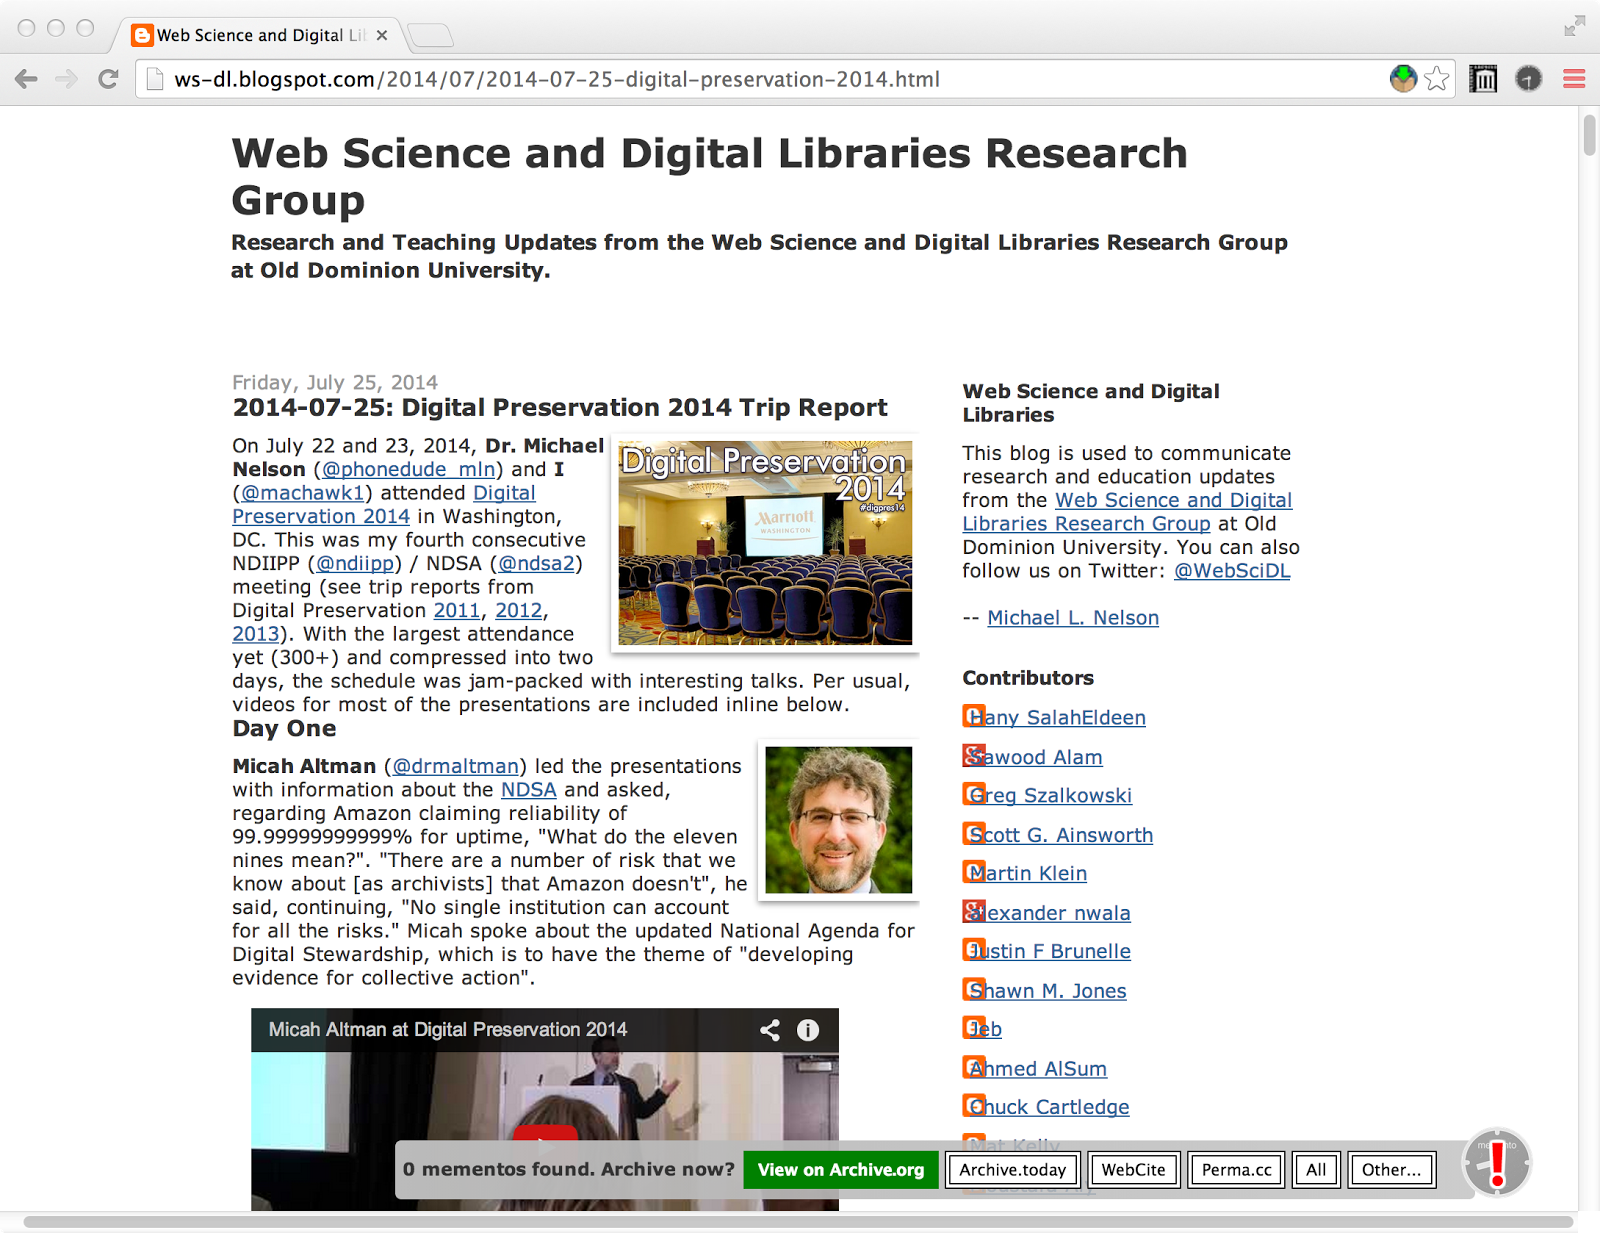 Web Science and Digital Li
ws-dl.blogspot.com/2014/07/2014-07-25-digital-preservation-2014.html
Web Science and Digital Libraries Research
Group
Research and Teaching Updates from the Web Science and Digital Libraries Research Group
at Old Dominion University.
Friday, July 25, 2014
2014-07-25: Digital Preservation 2014 Trip Report
On July 22 and 23, 2014, Dr. Michael
Nelson (@phonedude_mln) and I
(@machawk1) attended Digital
Preservation 2014 in Washington,
DC. This was my fourth consecutive
NDIIPP (@ndiipp) / NDSA (@ndsa2)
meeting (see trip reports from
Digital Preservation 2011, 2012,
2013). With the largest attendance
yet (300+) and compressed into two
days, the schedule was jam-packed with interesting talks. Per usual,
videos for most of the presentations are included inline below.
Digital Preservation
2014
#digpres14
Marriott
WASHINGTON
Day One
Micah Altman (@drmaltman) led the presentations
with information about the NDSA and asked,
regarding Amazon claiming reliability of
99.99999999999% for uptime, "What do the eleven
nines mean?". "There are a number of risk that we
know about [as archivists] that Amazon doesn't", he
said, continuing, "No single institution can account
for all the risks." Micah spoke about the updated National Agenda for
Digital Stewardship, which is to have the theme of "developing
evidence for collective action".
Micah Altman at Digital Preservation 2014
Web Science and Digital
Libraries
This blog is used to communicate
research and education updates
from the Web Science and Digital
Libraries Research Group at Old
Dominion University. You can also
follow us on Twitter: @WebSciDL
-- Michael L. Nelson
Contributors
Hany SalahEldeen
Sawood Alam
Greg Szalkowski
Scott G. Ainsworth
Martin Klein
alexander nwala
Justin F Brunelle
Shawn M. Jones
Jeb
Ahmed AlSum
Chuck Cartledge
Mat Kelly
0 mementos found. Archive now? View on Archive.org Archive.today WebCite Perma.cc All Other...